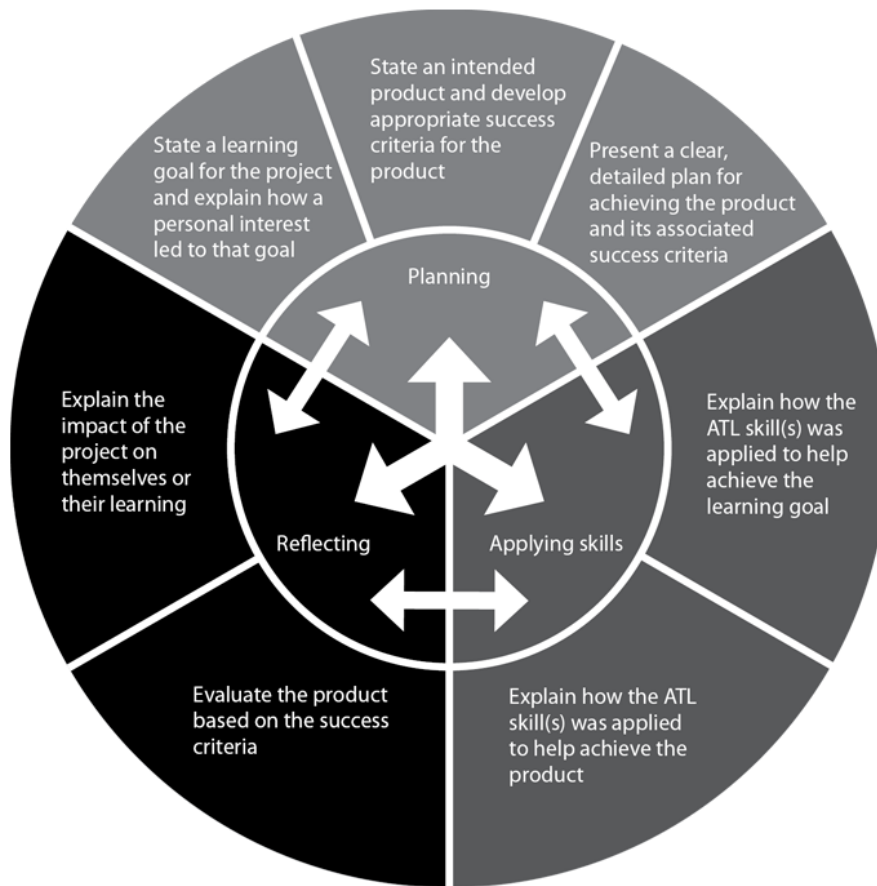 State an intended
product and develop
appropriate success
criteria for the
product
State a learning
goal for the project
and explain how a
personal interest
led to that goal
Present a clear,
detailed plan for
achieving the product
and its associated
success criteria
Planning
Explain the
impact of the
project on
themselves or
their learning
Explain how the
ATL skill(s) was
applied to help
achieve the
learning goal
Reflecting
Applying skills
Evaluate the product
based on the success
criteria
Explain how the ATL
skill(s) was applied
to help achieve the
product